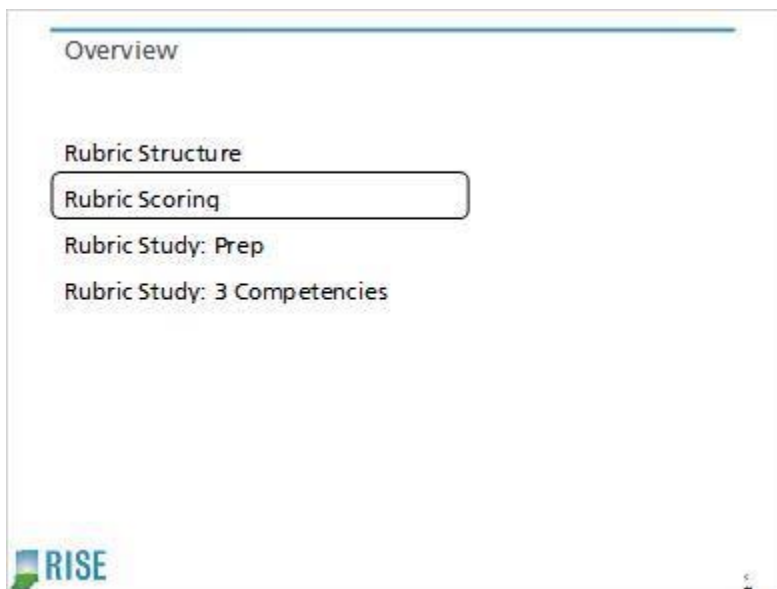 Overview
Rubric Structure
Rubric Scoring
Rubric Study: Prep
Rubric Study: 3 Competencies
RISE